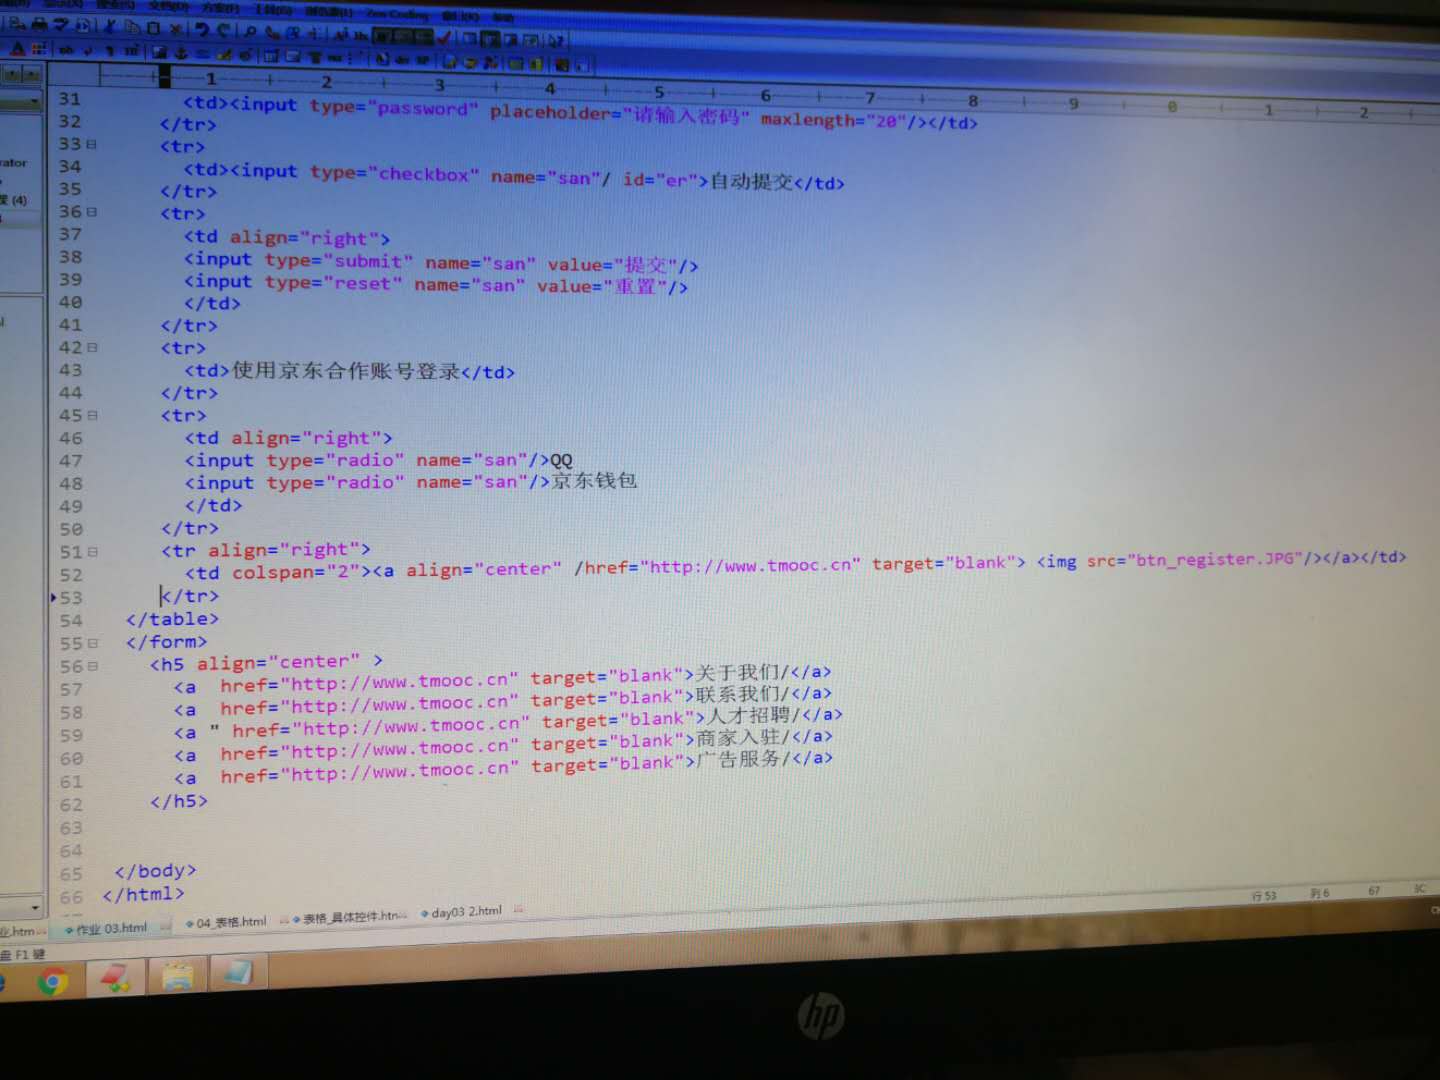 Zen Coding
1 2 3 4 5 6 7 8 9 0 1 2
31 <td><input type="password" placeholder="请输入密码" maxlength="20"/></td>
32 </tr>
33 <tr>
34 <td><input type="checkbox" name="san"/ id="er">自动提交</td>
35 </tr>
36 <tr>
37 <td align="right">
38 <input type="submit" name="san" value="提交"/>
39 <input type="reset" name="san" value="重置"/>
40 </td>
41 </tr>
42 <tr>
43 <td>使用京东合作账号登录</td>
44 </tr>
45 <tr>
46 <td align="right">
47 <input type="radio" name="san"/>QQ
48 <input type="radio" name="san"/>京东钱包
49 </td>
50 </tr>
51 <tr align="right">
52 <td colspan="2"><a align="center" /href="http://www.tmooc.cn" target="blank"> <img src="btn_register.JPG"/></a></td>
53 </tr>
54 </table>
55 </form>
56 <h5 align="center" >
57 <a href="http://www.tmooc.cn" target="blank">关于我们/</a>
58 <a href="http://www.tmooc.cn" target="blank">联系我们/</a>
59 <a " href="http://www.tmooc.cn" target="blank">人才招聘/</a>
60 <a href="http://www.tmooc.cn" target="blank">商家入驻/</a>
61 <a href="http://www.tmooc.cn" target="blank">广告服务/</a>
62 </h5>
63
64
65 </body>
66 </html>
rator
(4)
行 53 列 6 67 3C
业.htm 作业 03.html 04_表格.html 表格_具体控件.htm day03 2.html
盘 F1 键
hp